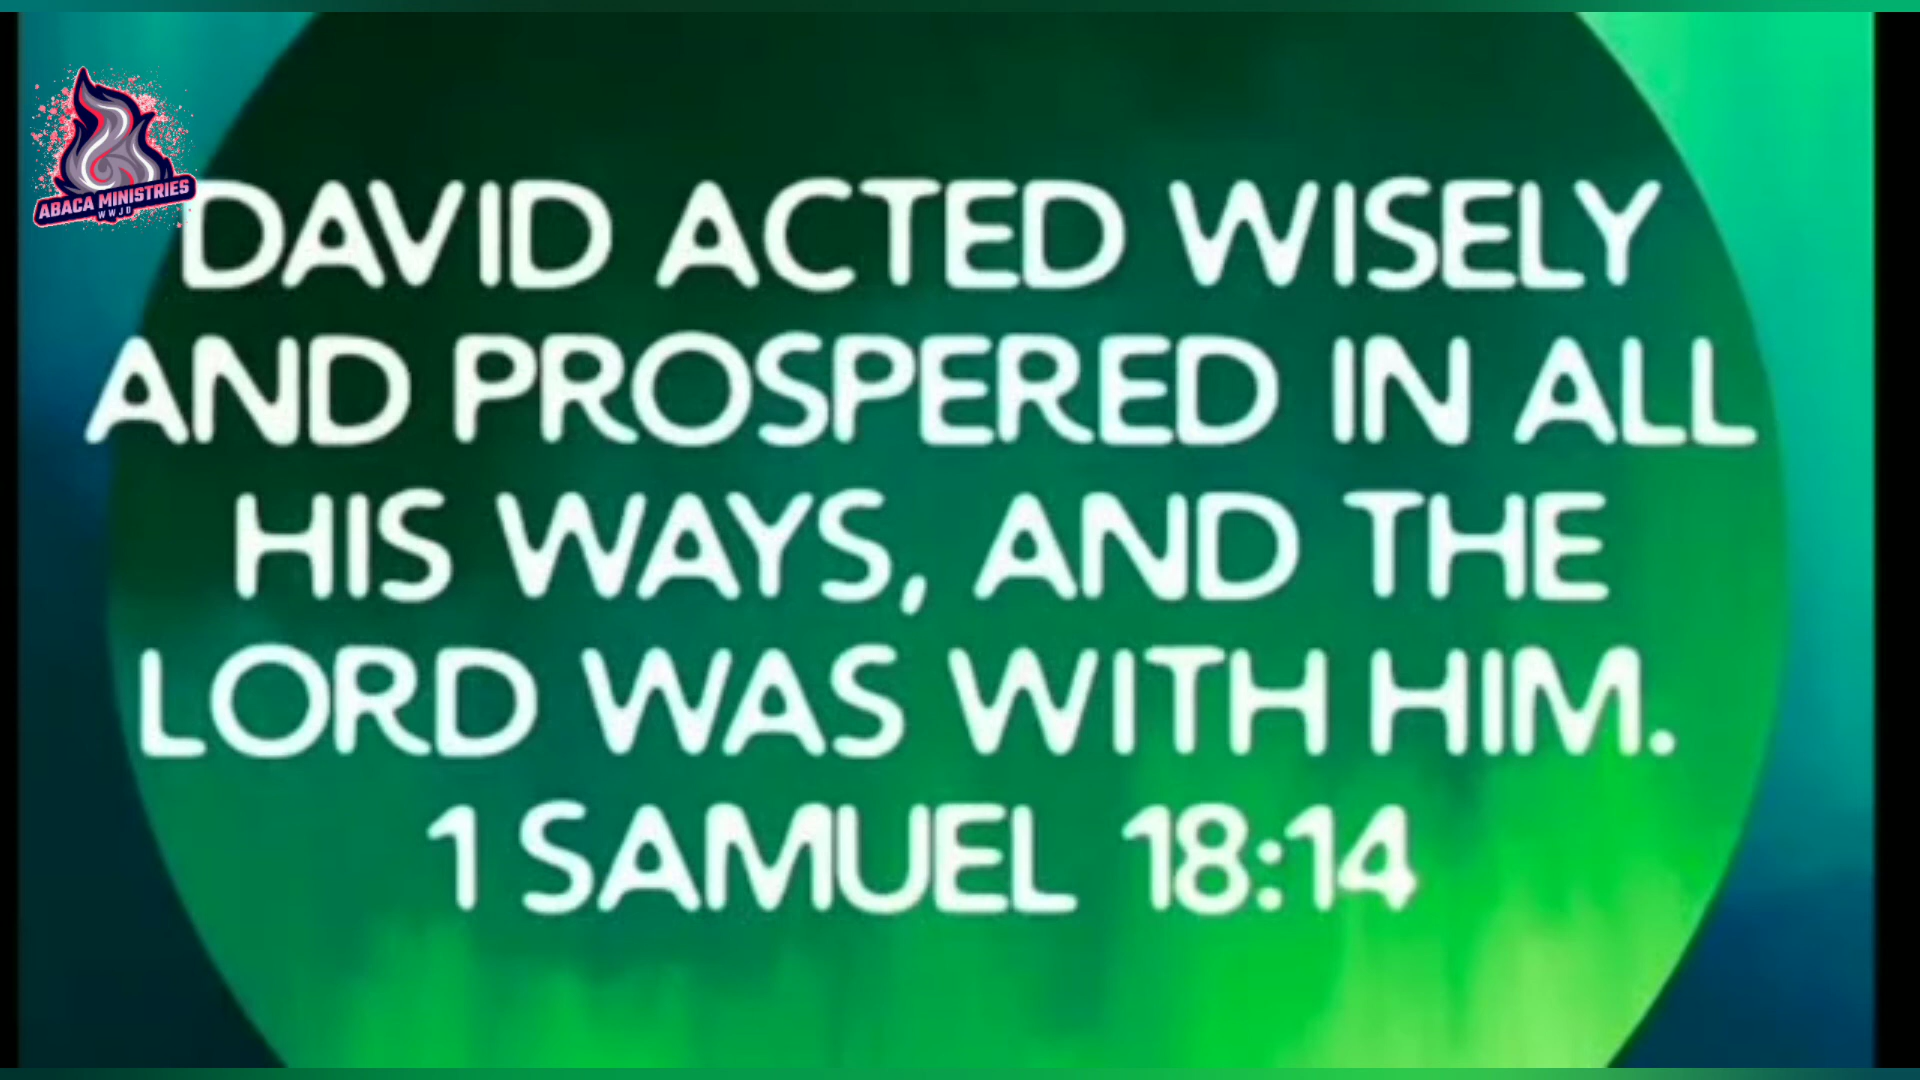 ABACA MINISTRIES
WWJD
DAVID ACTED WISELY
AND PROSPERED IN ALL
HIS WAYS, AND THE
LORD WAS WITH HIM.
1 SAMUEL 18:14